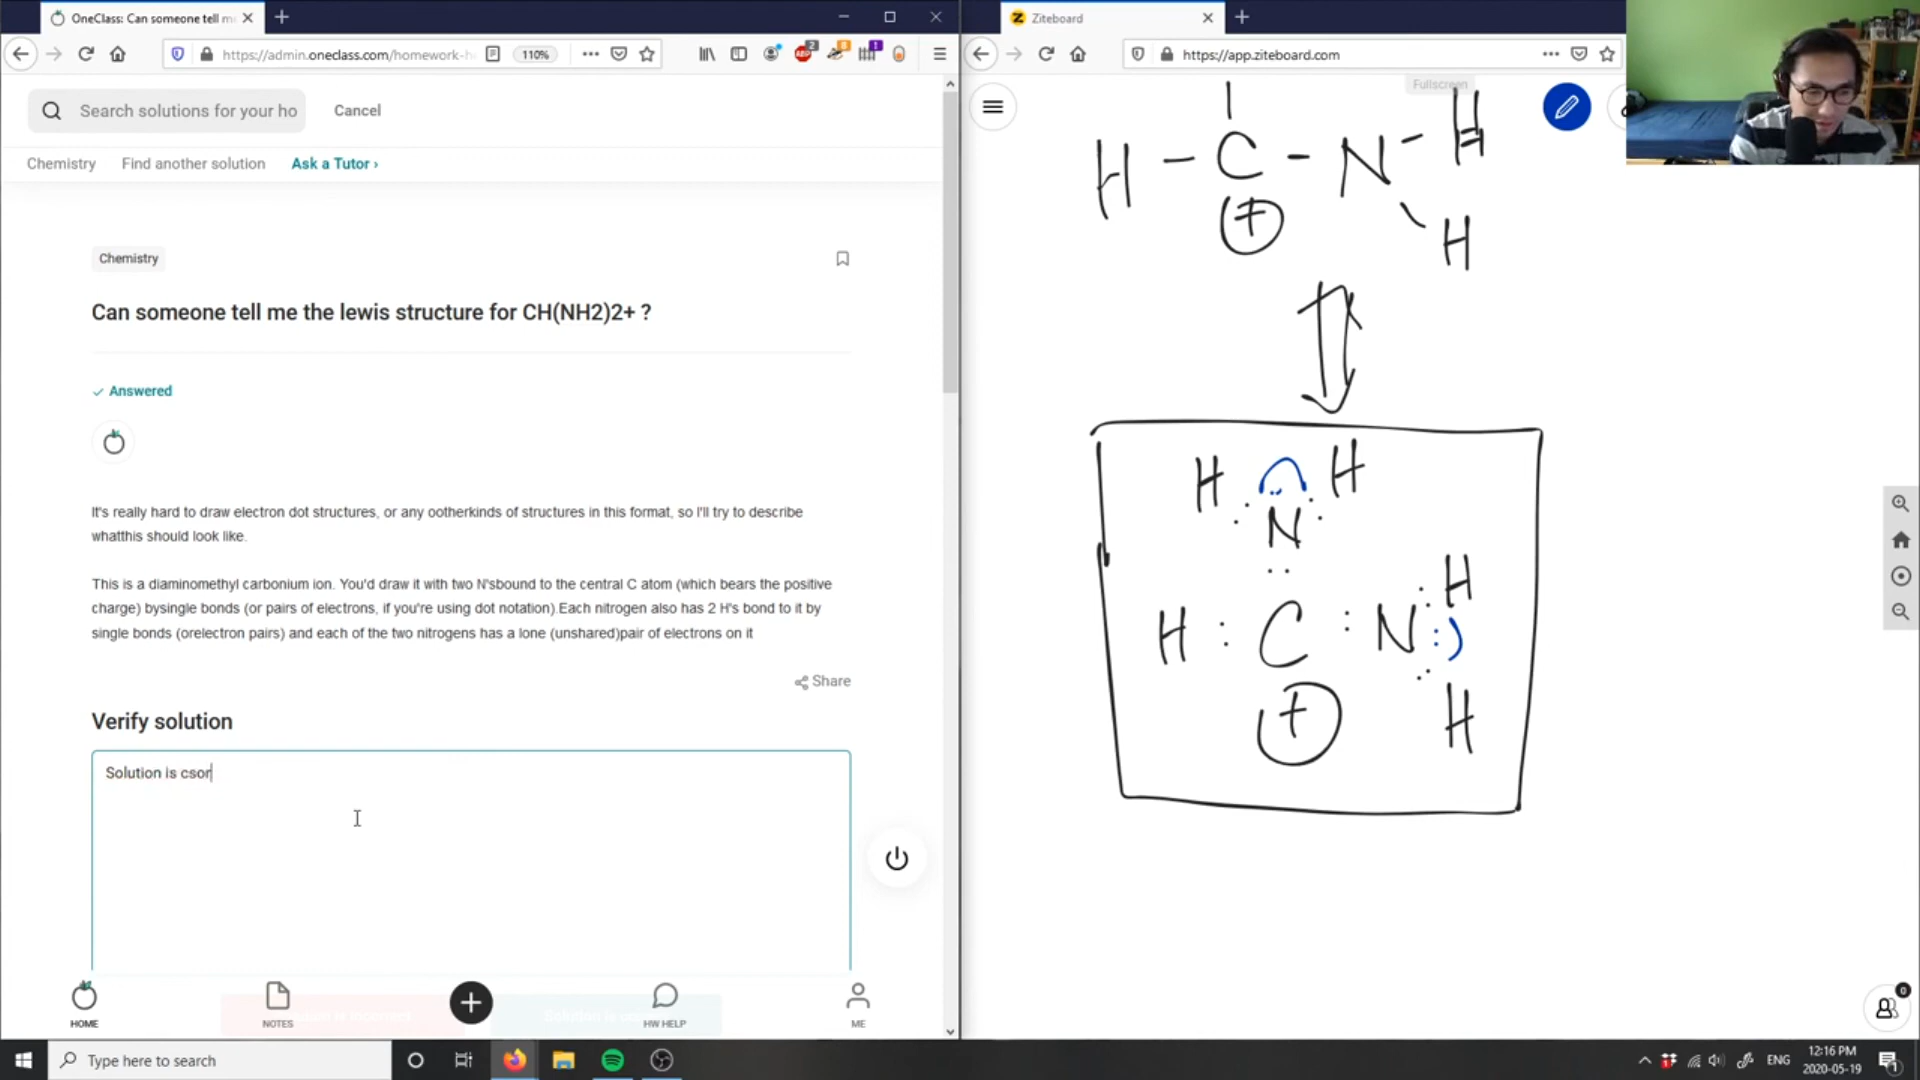 OneClass: Can someone tell m
Ziteboard
https://admin.oneclass.com/homework-h
110%
2
8
1
https://app.ziteboard.com
Search solutions for your ho
Cancel
Fullscreen
Chemistry
Find another solution
Ask a Tutor ›
H - C - N - H
+
H
Chemistry
Can someone tell me the lewis structure for CH(NH2)2+ ?
Answered
It's really hard to draw electron dot structures, or any ootherkinds of structures in this format, so I'll try to describe
whatthis should look like.
This is a diaminomethyl carbonium ion. You'd draw it with two N'sbound to the central C atom (which bears the positive
charge) bysingle bonds (or pairs of electrons, if you're using dot notation).Each nitrogen also has 2 H's bond to it by
single bonds (orelectron pairs) and each of the two nitrogens has a lone (unshared)pair of electrons on it
Share
Verify solution
Solution is csor
H H
N
H
H : C : N :
+
H
HOME
NOTES
HW HELP
ME
0
Type here to search
ENG
12:16 PM
2020-05-19
1